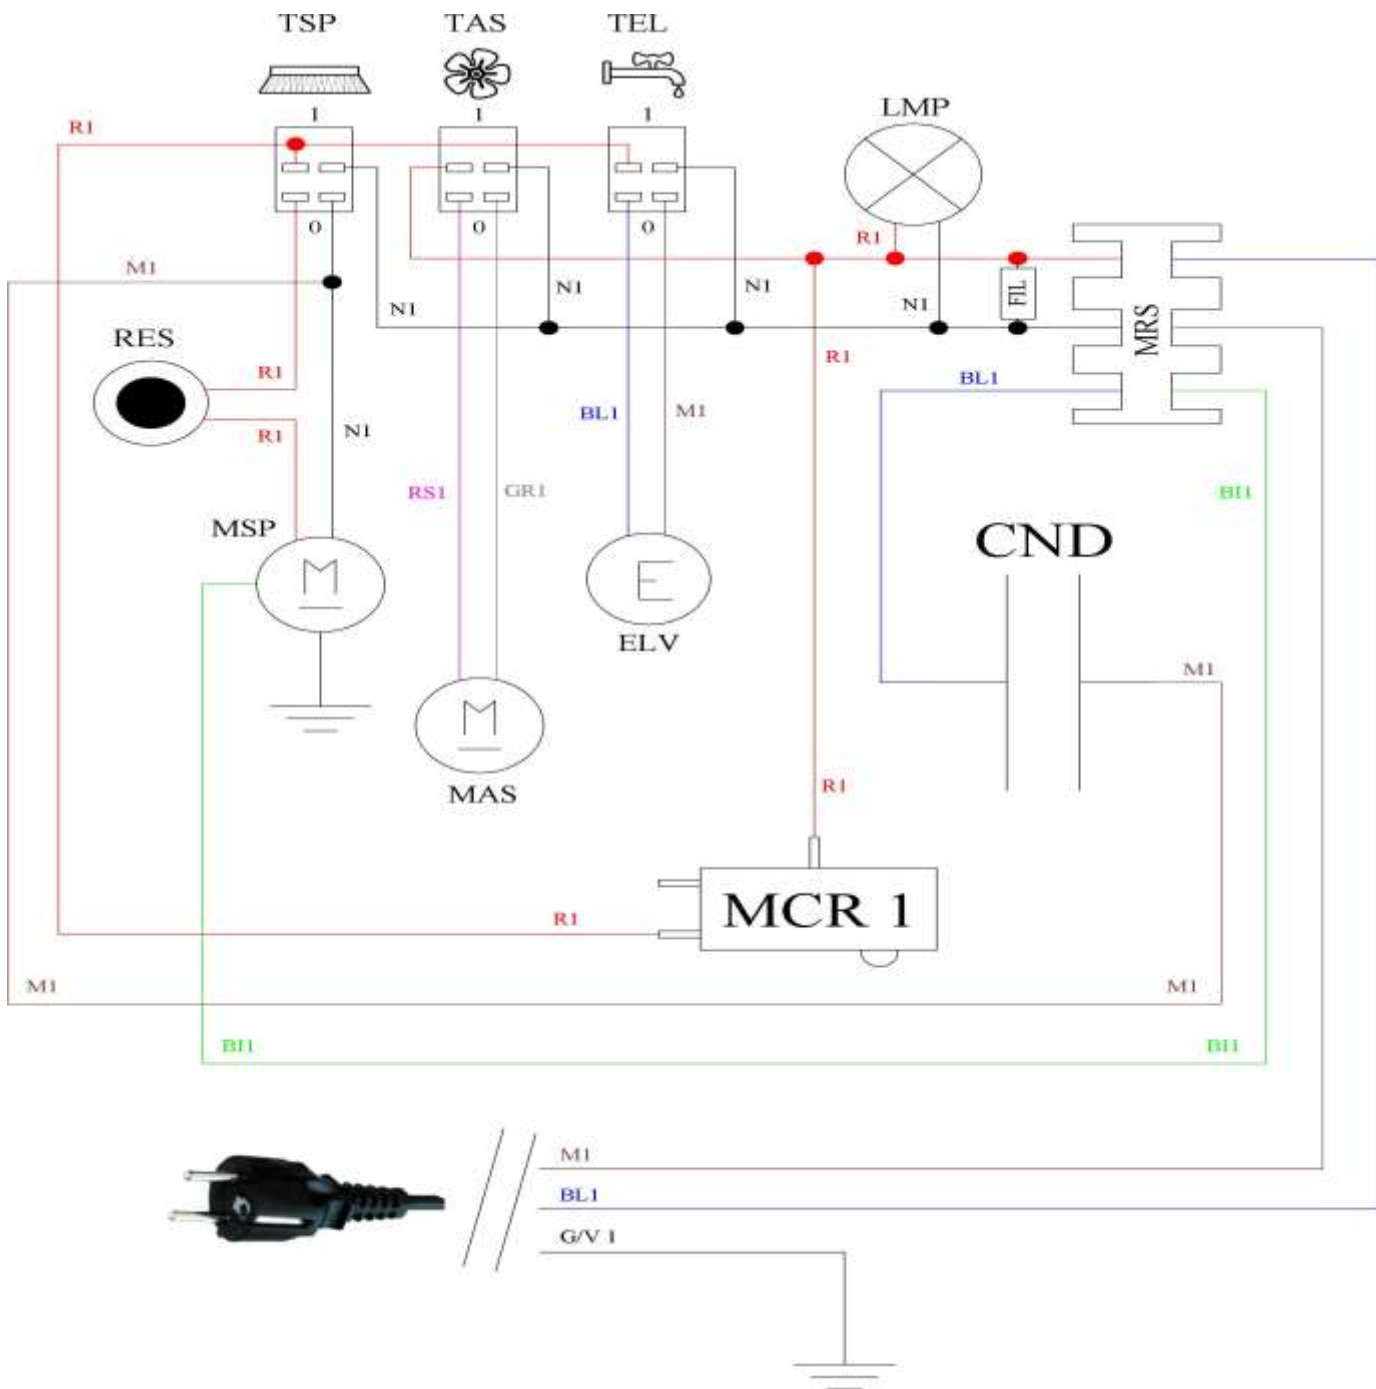 TSP TAS TEL
1 1 1
LMP
R1
0 0 0
R1
M1
N1 N1 N1 N1
FIL
MRS
RES
R1
R1
BL1
R1
N1
BL1 M1
RS1 GR1
BI1
MSP
M
CND
E
ELV
M1
M
MAS
R1
MCR 1
R1
M1 M1
BI1 BI1
M1
BL1
G/V 1